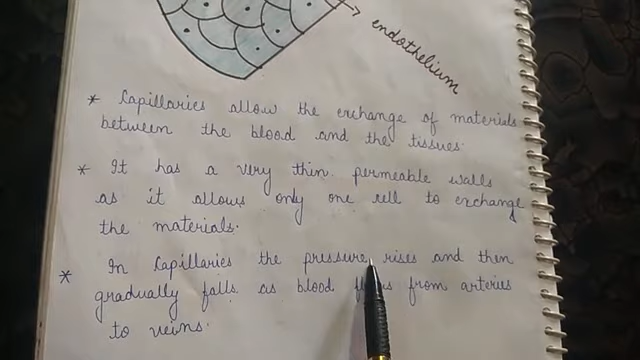 endothelium
* Capillaries allow the exchange of materials
between the blood and the tissues.
* It has a very thin permeable walls
as it allows only one cell to exchange
the materials.
* In Capillaries the pressure rises and then
gradually falls as blood from arteries
to veins.